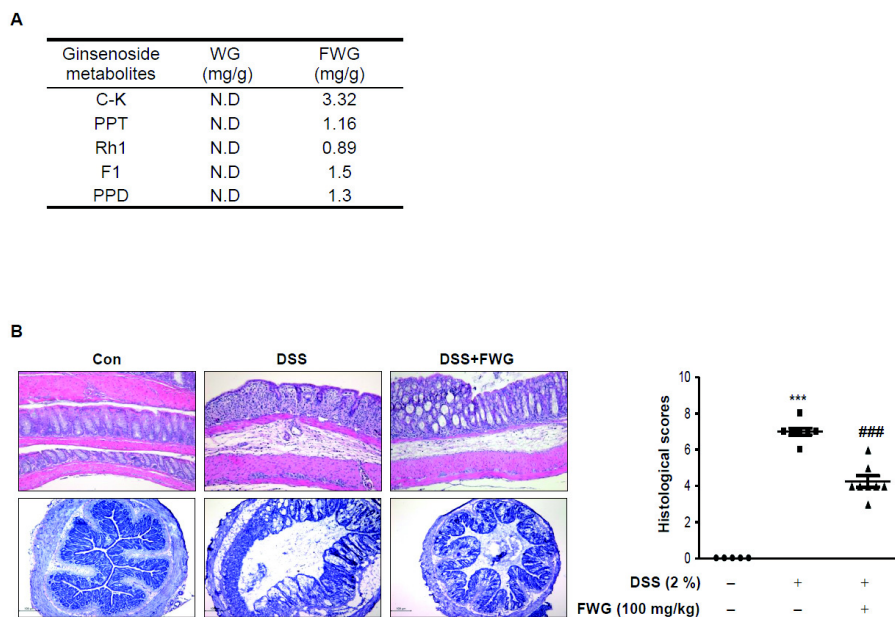 A
Ginsenoside metabolites WG (mg/g) FWG (mg/g)
C-K N.D 3.32
PPT N.D 1.16
Rh1 N.D 0.89
F1 N.D 1.5
PPD N.D 1.3
B
Con DSS DSS+FWG
10
8
6
4
2
0
Histological scores
***
###
DSS (2 %) – + +
FWG (100 mg/kg) – – +